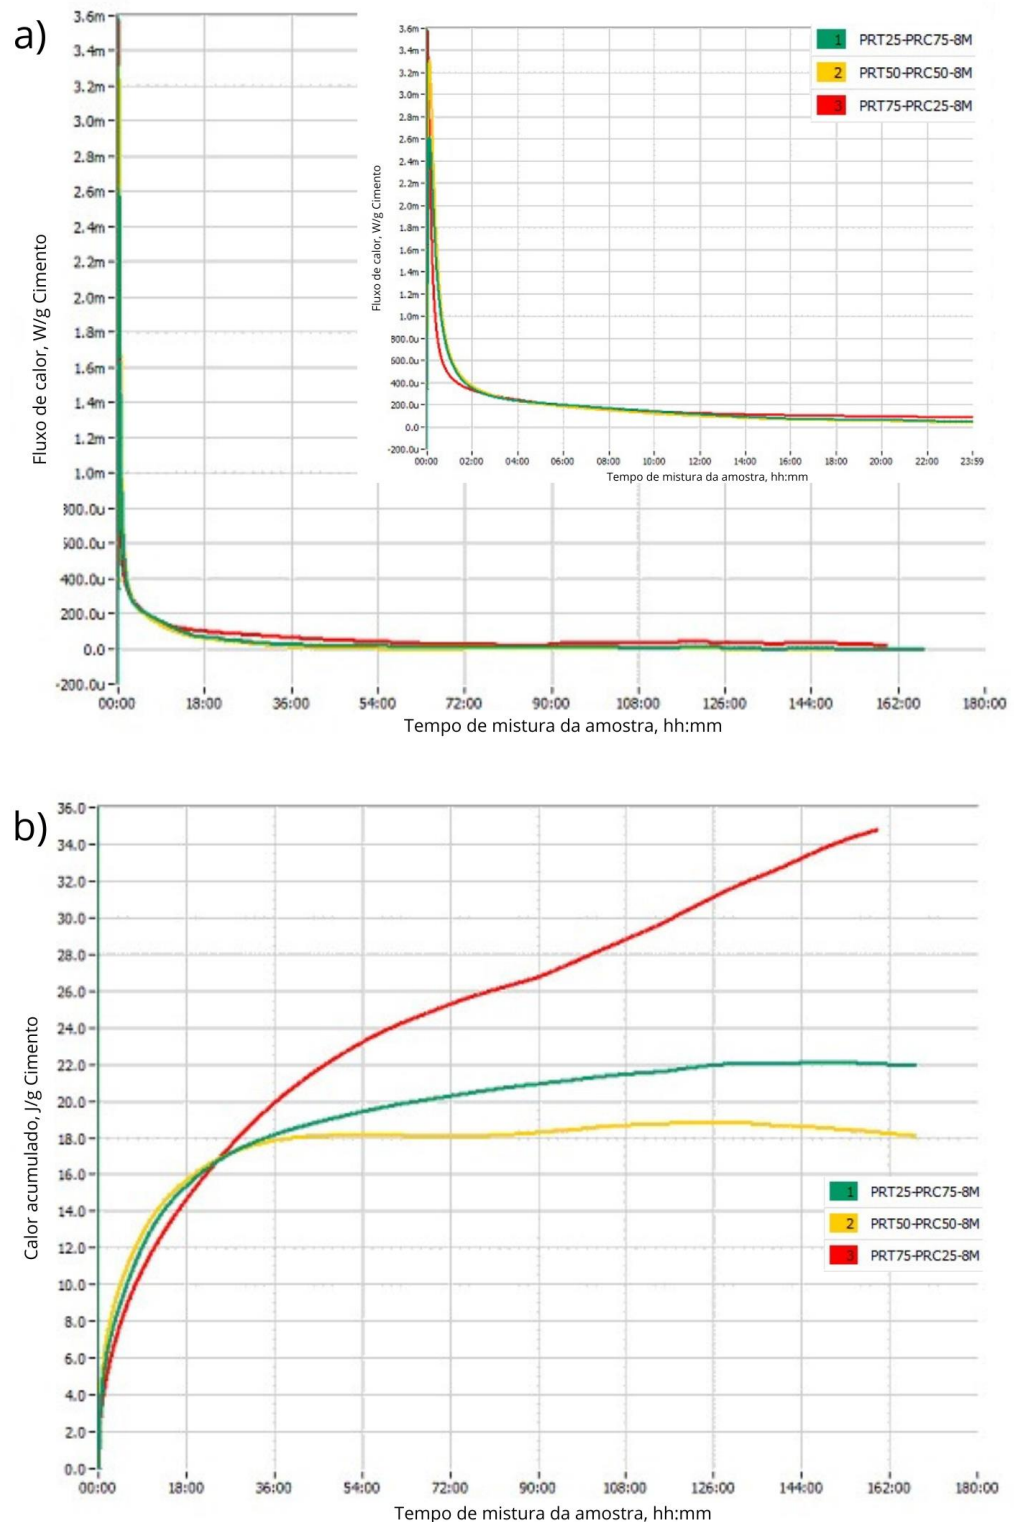 a)
3.6m
3.4m
3.2m
3.0m
2.8m
2.6m
2.4m
2.2m
2.0m
1.8m
1.6m
1.4m
1.2m
1.0m
800.0u
600.0u
400.0u
200.0u
0.0
-200.0u
Fluxo de calor, W/g Cimento
00:00 18:00 36:00 54:00 72:00 90:00 108:00 126:00 144:00 162:00 180:00
Tempo de mistura da amostra, hh:mm
3.6m
3.4m
3.2m
3.0m
2.8m
2.6m
2.4m
2.2m
2.0m
1.8m
1.6m
1.4m
1.2m
1.0m
800.0u
600.0u
400.0u
200.0u
0.0
-200.0u
Fluxo de calor, W/g Cimento
00:00 02:00 04:00 06:00 08:00 10:00 12:00 14:00 16:00 18:00 20:00 22:00 23:59
Tempo de mistura da amostra, hh:mm
1 PRT25-PRC75-8M
2 PRT50-PRC50-8M
3 PRT75-PRC25-8M
b)
36.0
34.0
32.0
30.0
28.0
26.0
24.0
22.0
20.0
18.0
16.0
14.0
12.0
10.0
8.0
6.0
4.0
2.0
0.0
Calor acumulado, J/g Cimento
1 PRT25-PRC75-8M
2 PRT50-PRC50-8M
3 PRT75-PRC25-8M
00:00 18:00 36:00 54:00 72:00 90:00 108:00 126:00 144:00 162:00 180:00
Tempo de mistura da amostra, hh:mm